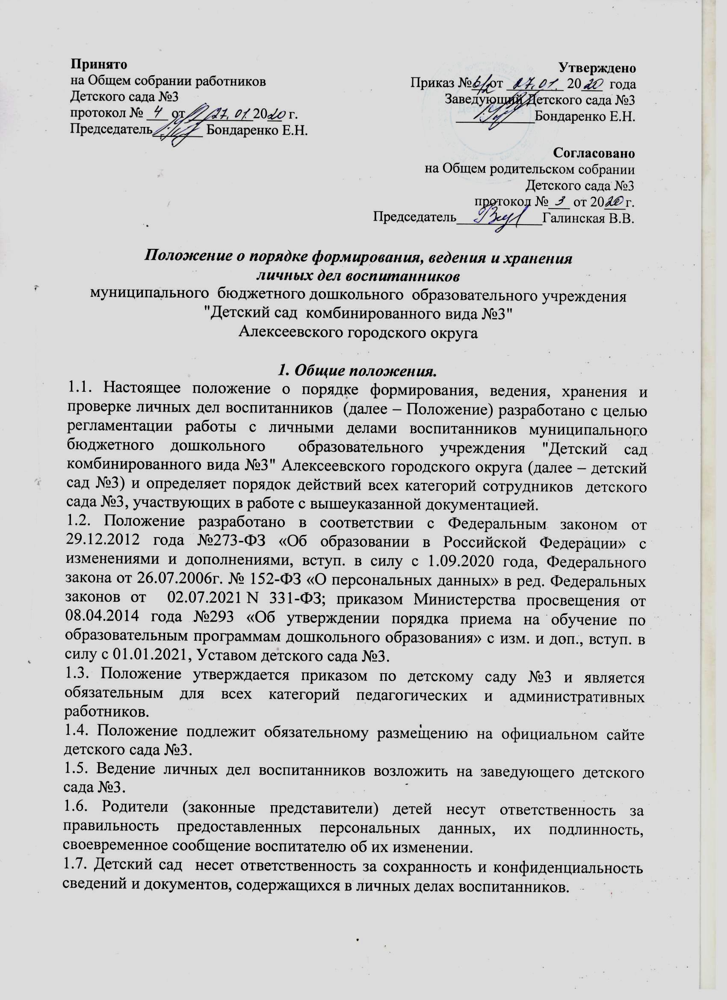 Принято
на Общем собрании работников
Детского сада №3
протокол № 4 от 27.01 2020 г.
Председатель Бондаренко Е.Н.
Утверждено
Приказ № 6/2 от 27.01. 2020 года
Заведующий Детского сада №3
Бондаренко Е.Н.
Согласовано
на Общем родительском собрании
Детского сада №3
протокол № 3 от 2020 г.
Председатель Галинская В.В.
Положение о порядке формирования, ведения и хранения
личных дел воспитанников
муниципального бюджетного дошкольного образовательного учреждения
"Детский сад комбинированного вида №3"
Алексеевского городского округа
1. Общие положения.
1.1. Настоящее положение о порядке формирования, ведения, хранения и
проверке личных дел воспитанников (далее – Положение) разработано с целью
регламентации работы с личными делами воспитанников муниципального
бюджетного дошкольного образовательного учреждения "Детский сад
комбинированного вида №3" Алексеевского городского округа (далее – детский
сад №3) и определяет порядок действий всех категорий сотрудников детского
сада №3, участвующих в работе с вышеуказанной документацией.
1.2. Положение разработано в соответствии с Федеральным законом от
29.12.2012 года №273-ФЗ «Об образовании в Российской Федерации» с
изменениями и дополнениями, вступ. в силу с 1.09.2020 года, Федерального
закона от 26.07.2006г. № 152-ФЗ «О персональных данных» в ред. Федеральных
законов от 02.07.2021 N 331-ФЗ; приказом Министерства просвещения от
08.04.2014 года №293 «Об утверждении порядка приема на обучение по
образовательным программам дошкольного образования» с изм. и доп., вступ. в
силу с 01.01.2021, Уставом детского сада №3.
1.3. Положение утверждается приказом по детскому саду №3 и является
обязательным для всех категорий педагогических и административных
работников.
1.4. Положение подлежит обязательному размещению на официальном сайте
детского сада №3.
1.5. Ведение личных дел воспитанников возложить на заведующего детского
сада №3.
1.6. Родители (законные представители) детей несут ответственность за
правильность предоставленных персональных данных, их подлинность,
своевременное сообщение воспитателю об их изменении.
1.7. Детский сад несет ответственность за сохранность и конфиденциальность
сведений и документов, содержащихся в личных делах воспитанников.